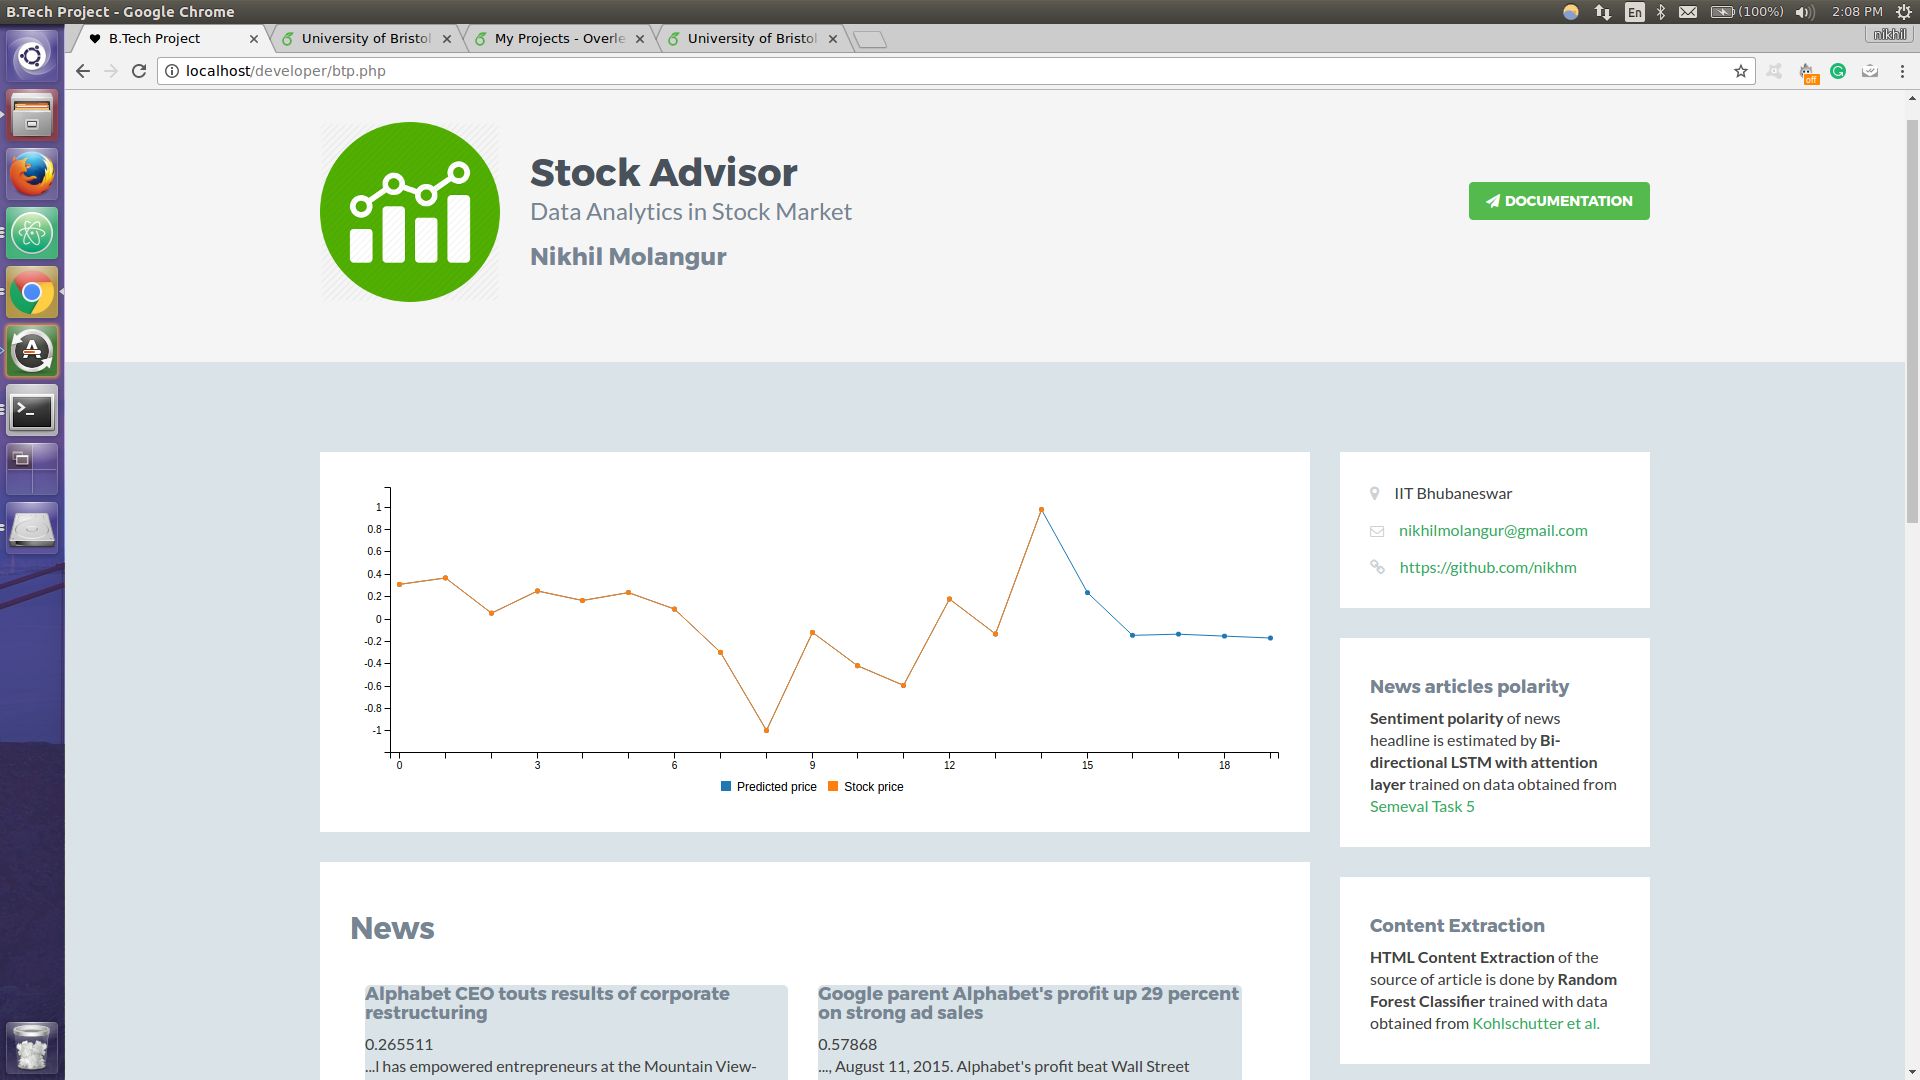 B.Tech Project - Google Chrome
En
(100%)
2:08 PM
B.Tech Project
University of Bristol
My Projects - Overle
University of Bristol
nikhil
localhost/developer/btp.php
off
Stock Advisor
Data Analytics in Stock Market
Nikhil Molangur
DOCUMENTATION
1
0.8
0.6
0.4
0.2
0
-0.2
-0.4
-0.6
-0.8
-1
0 3 6 9 12 15 18
Predicted price Stock price
IIT Bhubaneswar
nikhilmolangur@gmail.com
https://github.com/nikhm
News articles polarity
Sentiment polarity of news
headline is estimated by Bi-
directional LSTM with attention
layer trained on data obtained from
Semeval Task 5
Content Extraction
HTML Content Extraction of the
source of article is done by Random
Forest Classifier trained with data
obtained from Kohlschutter et al.
News
Alphabet CEO touts results of corporate
restructuring
0.265511
...I has empowered entrepreneurs at the Mountain View-
Google parent Alphabet's profit up 29 percent
on strong ad sales
0.57868
..., August 11, 2015. Alphabet's profit beat Wall Street